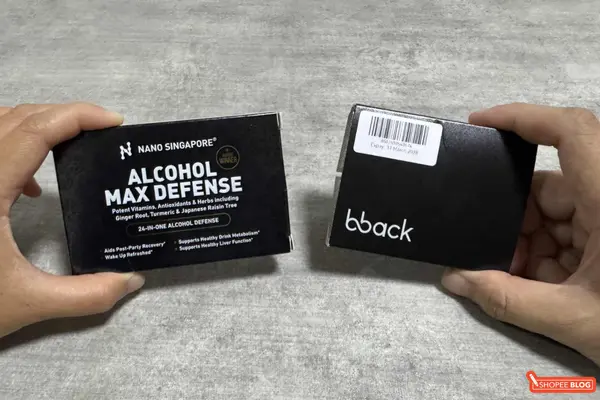 NANO SINGAPORE®
WINNER
ALCOHOL
MAX DEFENSE
Potent Vitamins, Antioxidants & Herbs Including
Ginger Root, Turmeric & Japanese Raisin Tree
24-IN-ONE ALCOHOL DEFENSE
Aids Post-Party Recovery*
Wake Up Refreshed*
• Supports Healthy Drink Metabolism*
• Supports Healthy Liver Function*
bback
SHOPEE BLOG